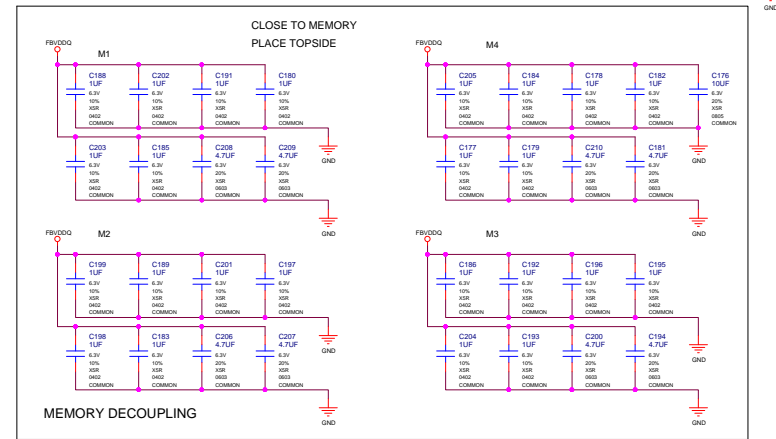 GND
CLOSE TO MEMORY
PLACE TOPSIDE
FBVDDQ
M1
C188
1UF
6.3V
10%
X5R
0402
COMMON
C202
1UF
6.3V
10%
X5R
0402
COMMON
C191
1UF
6.3V
10%
X5R
0402
COMMON
C180
1UF
6.3V
10%
X5R
0402
COMMON
GND
C203
1UF
6.3V
10%
X5R
0402
COMMON
C185
1UF
6.3V
10%
X5R
0402
COMMON
C208
4.7UF
6.3V
20%
X5R
0603
COMMON
C209
4.7UF
6.3V
20%
X5R
0603
COMMON
GND
FBVDDQ
M4
C205
1UF
6.3V
10%
X5R
0402
COMMON
C184
1UF
6.3V
10%
X5R
0402
COMMON
C178
1UF
6.3V
10%
X5R
0402
COMMON
C182
1UF
6.3V
10%
X5R
0402
COMMON
C176
10UF
6.3V
20%
X5R
0805
COMMON
GND
C177
1UF
6.3V
10%
X5R
0402
COMMON
C179
1UF
6.3V
10%
X5R
0402
COMMON
C210
4.7UF
6.3V
20%
X5R
0603
COMMON
C181
4.7UF
6.3V
20%
X5R
0603
COMMON
GND
FBVDDQ
M2
C199
1UF
6.3V
10%
X5R
0402
COMMON
C189
1UF
6.3V
10%
X5R
0402
COMMON
C201
1UF
6.3V
10%
X5R
0402
COMMON
C197
1UF
6.3V
10%
X5R
0402
COMMON
GND
C198
1UF
6.3V
10%
X5R
0402
COMMON
C183
1UF
6.3V
10%
X5R
0402
COMMON
C206
4.7UF
6.3V
20%
X5R
0603
COMMON
C207
4.7UF
6.3V
20%
X5R
0603
COMMON
GND
FBVDDQ
M3
C186
1UF
6.3V
10%
X5R
0402
COMMON
C192
1UF
6.3V
10%
X5R
0402
COMMON
C196
1UF
6.3V
10%
X5R
0402
COMMON
C195
1UF
6.3V
10%
X5R
0402
COMMON
GND
C204
1UF
6.3V
10%
X5R
0402
COMMON
C193
1UF
6.3V
10%
X5R
0402
COMMON
C200
4.7UF
6.3V
20%
X5R
0603
COMMON
C194
4.7UF
6.3V
20%
X5R
0603
COMMON
GND
MEMORY DECOUPLING